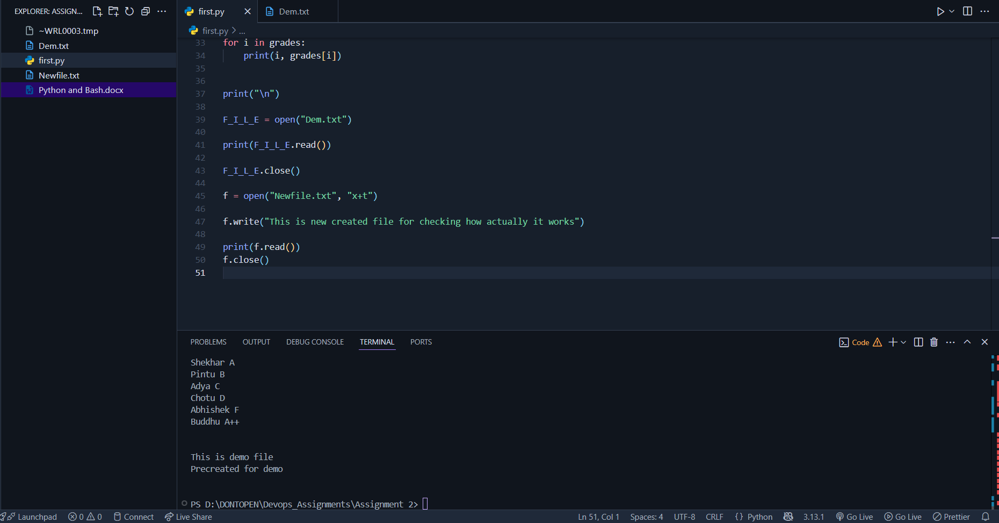 EXPLORER: ASSIGN...
~WRL0003.tmp
Dem.txt
first.py
Newfile.txt
Python and Bash.docx
first.py
Dem.txt
first.py > ...
33 for i in grades:
34 print(i, grades[i])
35
36
37 print("\n")
38
39 F_I_L_E = open("Dem.txt")
40
41 print(F_I_L_E.read())
42
43 F_I_L_E.close()
44
45 f = open("Newfile.txt", "x+t")
46
47 f.write("This is new created file for checking how actually it works")
48
49 print(f.read())
50 f.close()
51
PROBLEMS OUTPUT DEBUG CONSOLE TERMINAL PORTS
Code
Shekhar A
Pintu B
Adya C
Chotu D
Abhishek F
Buddhu A++
This is demo file
Precreated for demo
PS D:\DONTOPEN\Devops_Assignments\Assignment 2>
Launchpad 0 0 Connect Live Share Ln 51, Col 1 Spaces: 4 UTF-8 CRLF {} Python 3.13.1 Go Live Go Live Prettier